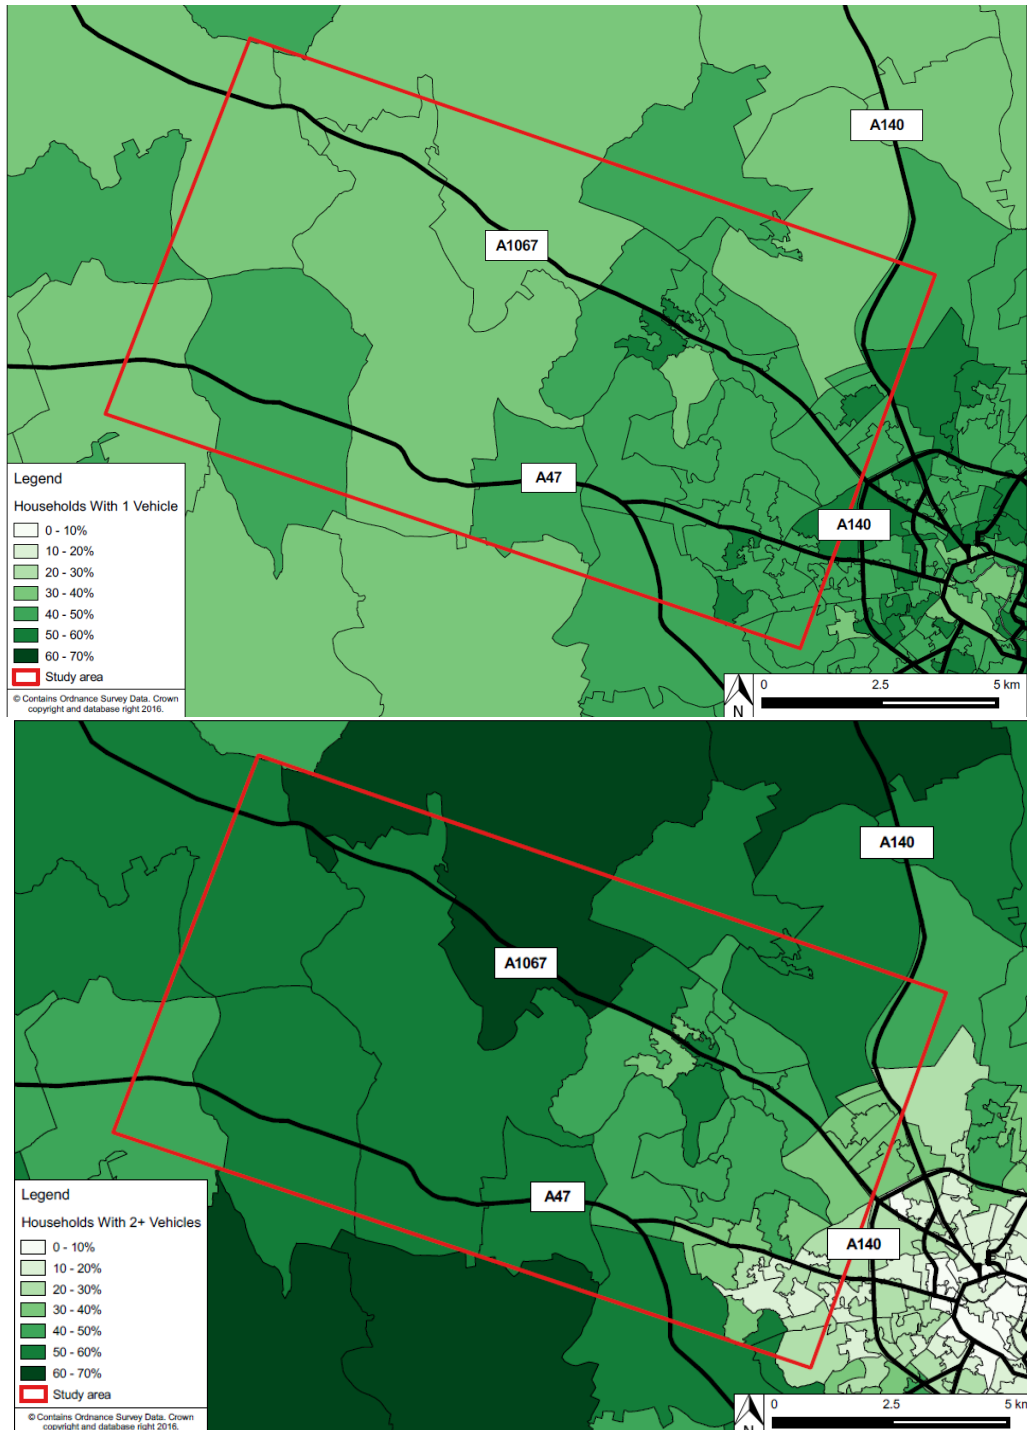 A140
A1067
A47
A140
Legend
Households With 1 Vehicle
0 - 10%
10 - 20%
20 - 30%
30 - 40%
40 - 50%
50 - 60%
60 - 70%
Study area
© Contains Ordnance Survey Data. Crown
copyright and database right 2016.
N
0 2.5 5 km
A140
A1067
A47
A140
Legend
Households With 2+ Vehicles
0 - 10%
10 - 20%
20 - 30%
30 - 40%
40 - 50%
50 - 60%
60 - 70%
Study area
© Contains Ordnance Survey Data. Crown
copyright and database right 2016.
N
0 2.5 5 km